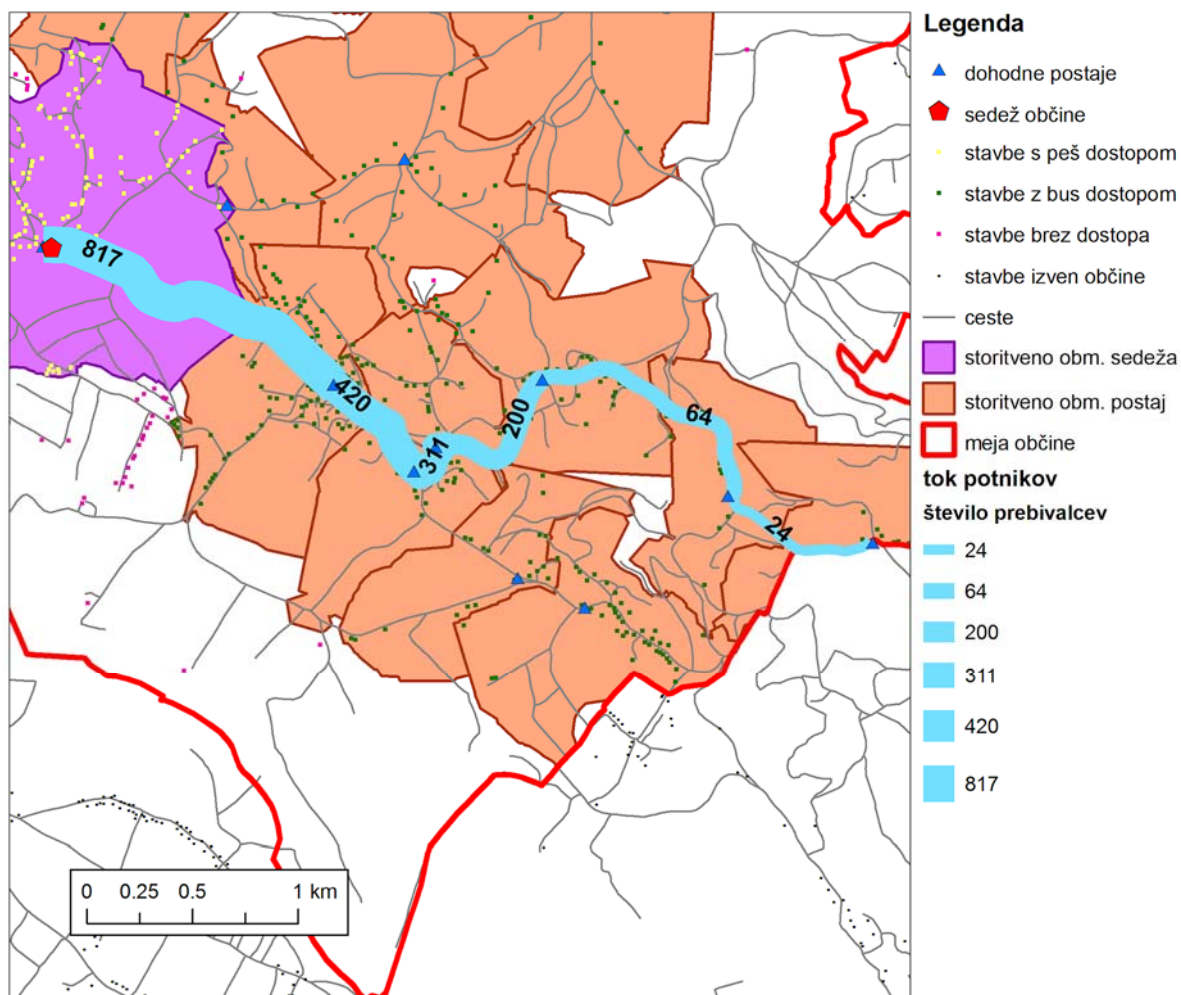 817
420
311
200
64
24
0 0.25 0.5 1 km
Legenda
dohodne postaje
sedež občine
stavbe s peš dostopom
stavbe z bus dostopom
stavbe brez dostopa
stavbe izven občine
ceste
storitveno obm. sedeža
storitveno obm. postaj
meja občine
tok potnikov
število prebivalcev
24
64
200
311
420
817